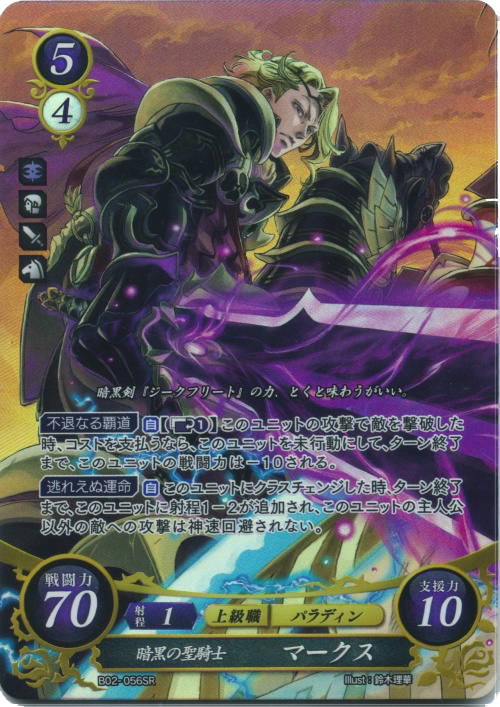 5
4
暗黒剣『ジークフリート』の力、とくと味わうがいい。
不退なる覇道 自【 1】このユニットの攻撃で敵を撃破した
時、コストを支払うなら、このユニットを未行動にして、ターン終了
まで、このユニットの戦闘力は－10される。
逃れえぬ運命 自 このユニットにクラスチェンジした時、ターン終了
まで、このユニットに射程1－2が追加され、このユニットの主人公
以外の敵への攻撃は神速回避されない。
戦闘力 70
射程 1
上級職 パラディン
支援力 10
暗黒の聖騎士 マークス
B02-056SR
Illust：鈴木理華